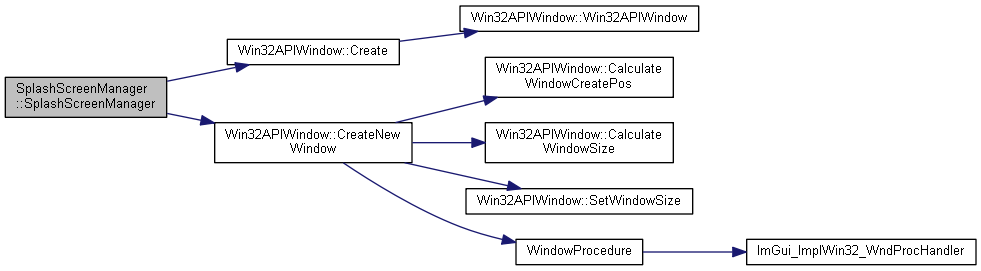 SplashScreenManager
::SplashScreenManager
Win32APIWindow::Create
Win32APIWindow::Win32APIWindow
Win32APIWindow::CreateNew
Window
Win32APIWindow::Calculate
WindowCreatePos
Win32APIWindow::Calculate
WindowSize
Win32APIWindow::SetWindowSize
WindowProcedure
ImGui_ImplWin32_WndProcHandler